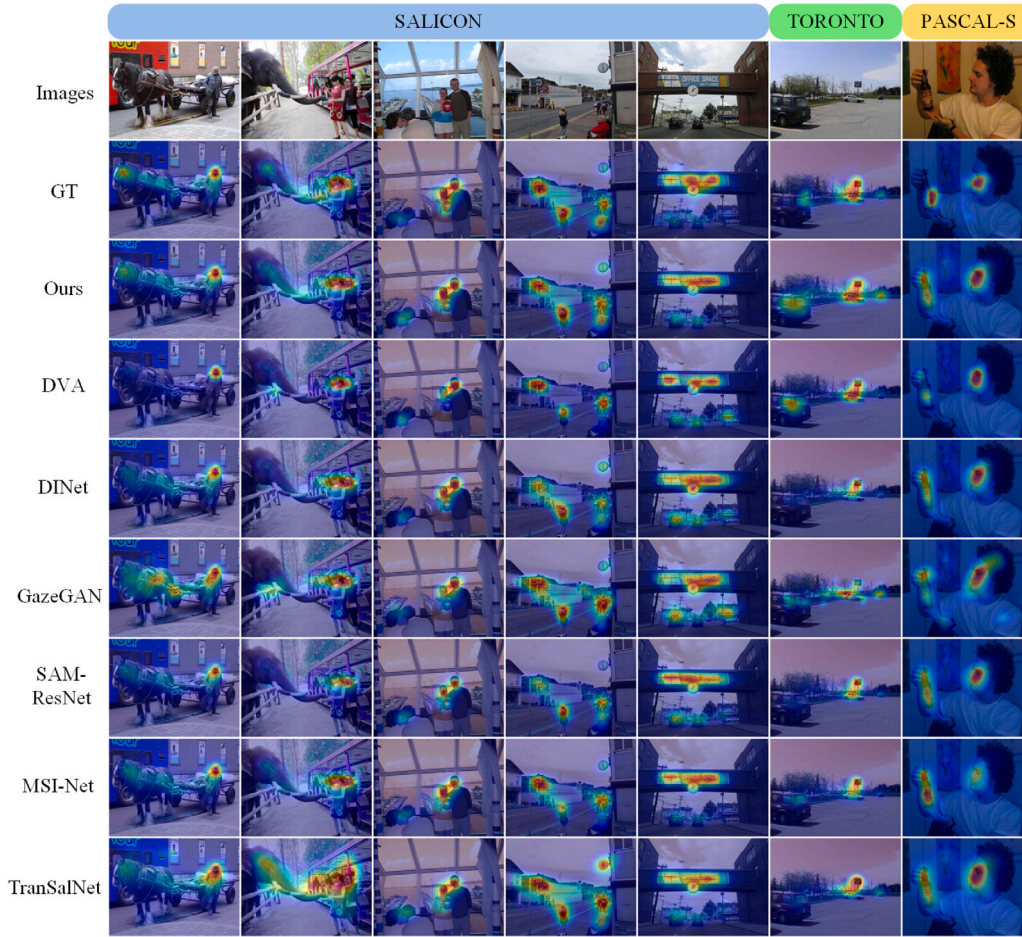 SALICON
TORONTO
PASCAL-S
Images
OFFICE SPACE
GT
Ours
DVA
DINet
GazeGAN
SAM-
ResNet
MSI-Net
TranSalNet